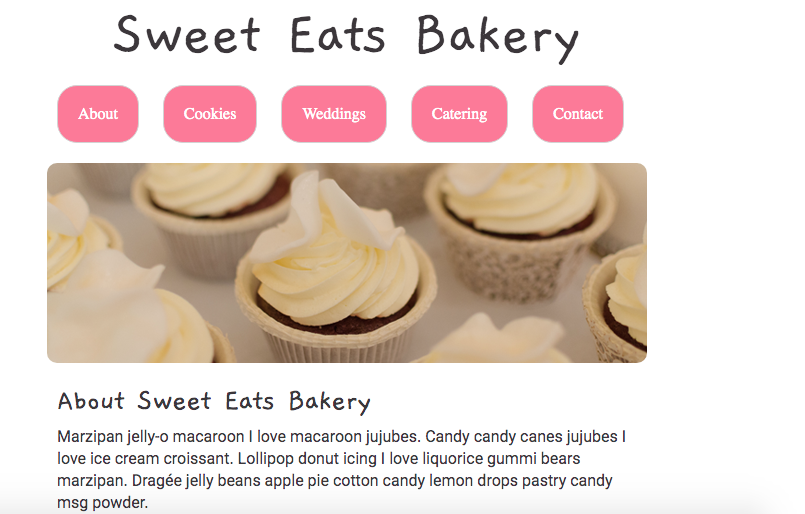 Sweet Eats Bakery
About Cookies Weddings Catering Contact
About Sweet Eats Bakery
Marzipan jelly-o macaroon I love macaroon jujubes. Candy candy canes jujubes I
love ice cream croissant. Lollipop donut icing I love liquorice gummi bears
marzipan. Dragée jelly beans apple pie cotton candy lemon drops pastry candy
msg powder.